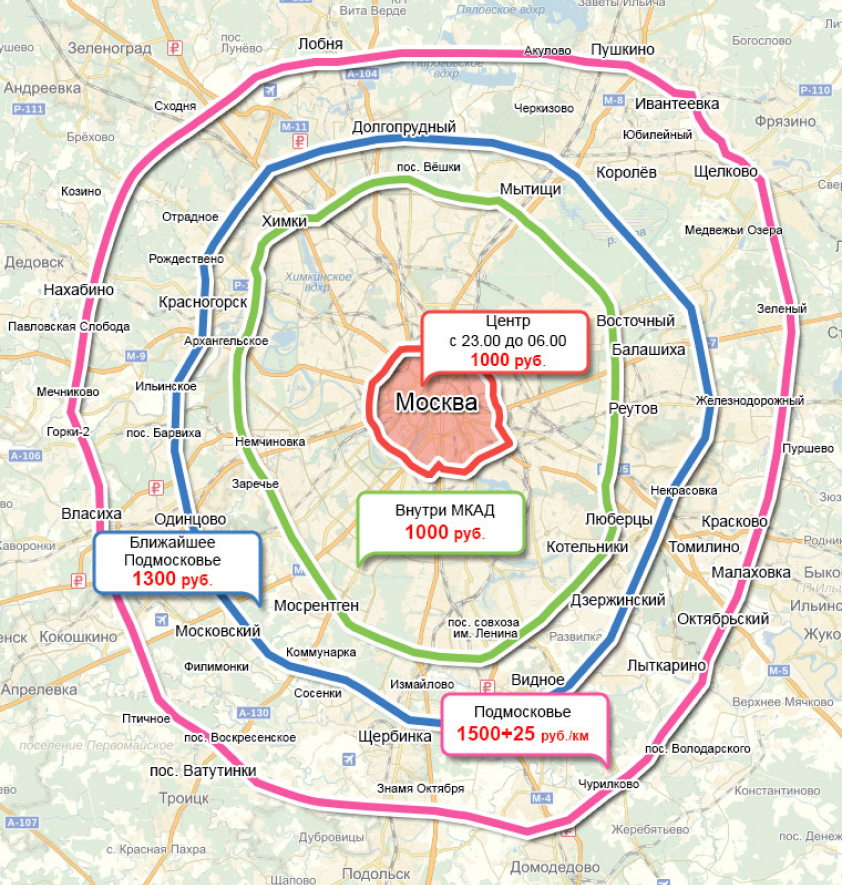 Вита Верде
Пяловское вдхр.
Заветы Ильича
пос.
Лунёво
Зеленоград
Лобня
Акулово
Пушкино
Богослово
А-104
Пироговское
вдхр.
Андреевка
Р-111
Сходня
Черкизово
М-8
Ивантеевка
Р-110
Фрязино
Брёхово
М-11
Долгопрудный
Юбилейный
пос. Вёшки
Королёв
Щелково
Козино
Мытищи
Отрадное
Химки
Медвежьи Озера
Дедовск
Рождествено
Химкинское
вдхр.
Нахабино
Красногорск
Зеленый
Павловская Слобода
Центр
с 23.00 до 06.00
1000 руб.
Восточный
Архангельское
Балашиха
М-9
Мечниково
Ильинское
Москва
Реутов
Железнодорожный
Горки-2
пос. Барвиха
Немчиновка
Пуршево
А-106
Заречье
Некрасовка
Власиха
Одинцово
Внутри МКАД
1000 руб.
Люберцы
Красково
Ближайшее
Подмосковье
1300 руб.
Котельники
Томилино
Малаховка
М-5
Мосрентген
Дзержинский
Октябрьский
Кокошкино
Московский
пос. совхоза
им. Ленина
Развилка
Коммунарка
Филимонки
Лыткарино
Апрелевка
Сосенки
Измайлово
Видное
Верхнее Мячково
Птичное
А-130
Подмосковье
1500+25 руб./км
поселение Первомайское
пос. Воскресенское
Щербинка
пос. Володарского
пос. Ватутинки
Троицк
Знамя Октября
М-4
Чурилково
Константиново
А-107
Дубровицы
Жеребятьево
с. Красная Пахра
Подольск
Домодедово
Щапово